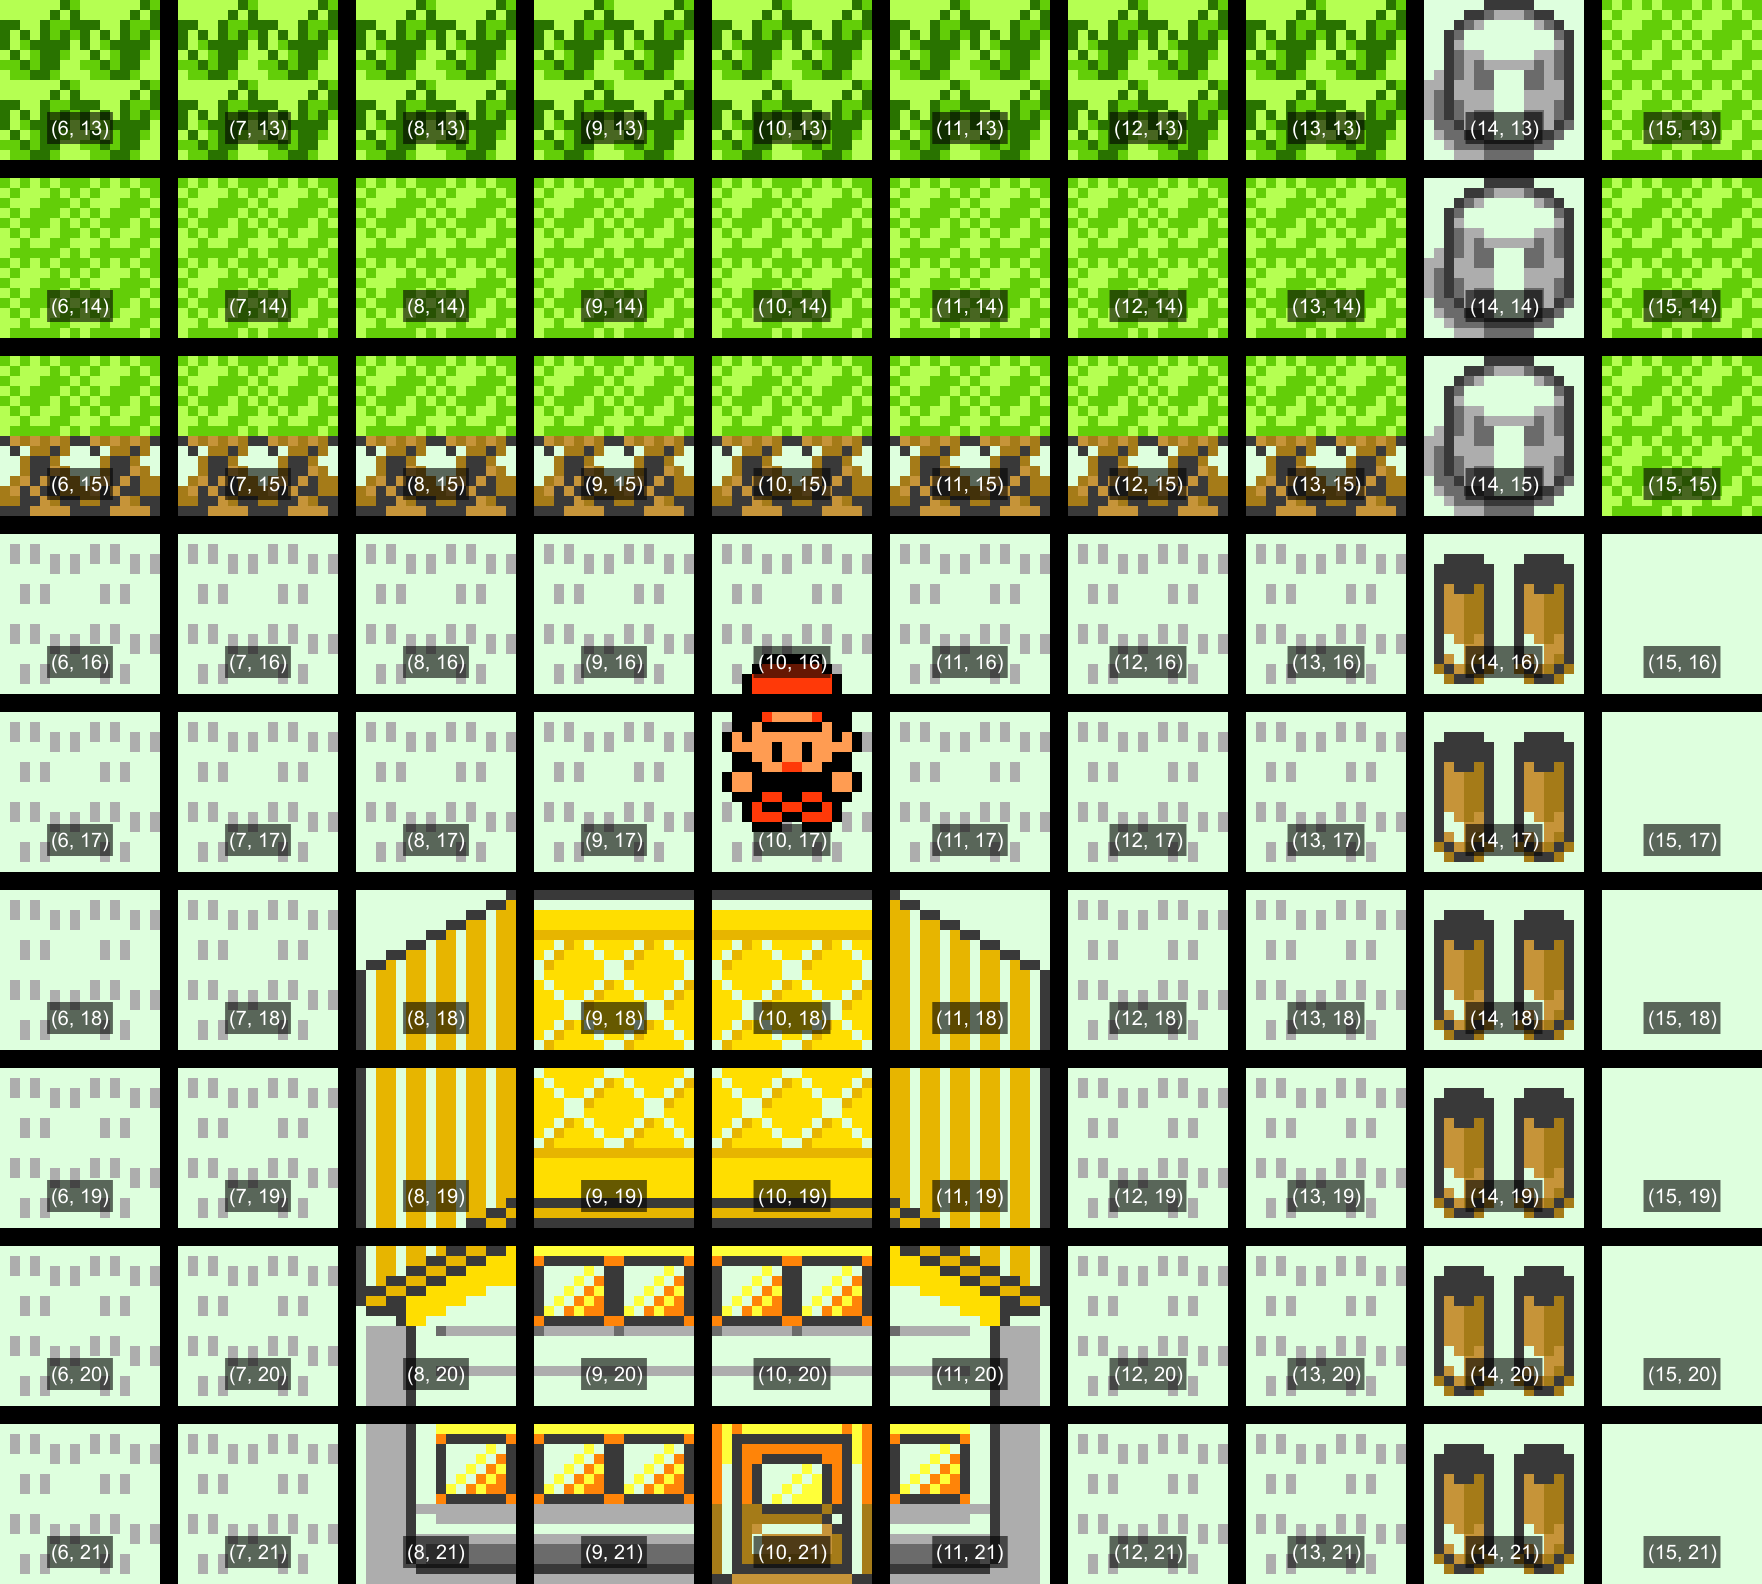 (6, 13) (7, 13) (8, 13) (9, 13) (10, 13) (11, 13) (12, 13) (13, 13) (14, 13) (15, 13)
(6, 14) (7, 14) (8, 14) (9, 14) (10, 14) (11, 14) (12, 14) (13, 14) (14, 14) (15, 14)
(6, 15) (7, 15) (8, 15) (9, 15) (10, 15) (11, 15) (12, 15) (13, 15) (14, 15) (15, 15)
(6, 16) (7, 16) (8, 16) (9, 16) (10, 16) (11, 16) (12, 16) (13, 16) (14, 16) (15, 16)
(6, 17) (7, 17) (8, 17) (9, 17) (10, 17) (11, 17) (12, 17) (13, 17) (14, 17) (15, 17)
(6, 18) (7, 18) (8, 18) (9, 18) (10, 18) (11, 18) (12, 18) (13, 18) (14, 18) (15, 18)
(6, 19) (7, 19) (8, 19) (9, 19) (10, 19) (11, 19) (12, 19) (13, 19) (14, 19) (15, 19)
(6, 20) (7, 20) (8, 20) (9, 20) (10, 20) (11, 20) (12, 20) (13, 20) (14, 20) (15, 20)
(6, 21) (7, 21) (8, 21) (9, 21) (10, 21) (11, 21) (12, 21) (13, 21) (14, 21) (15, 21)